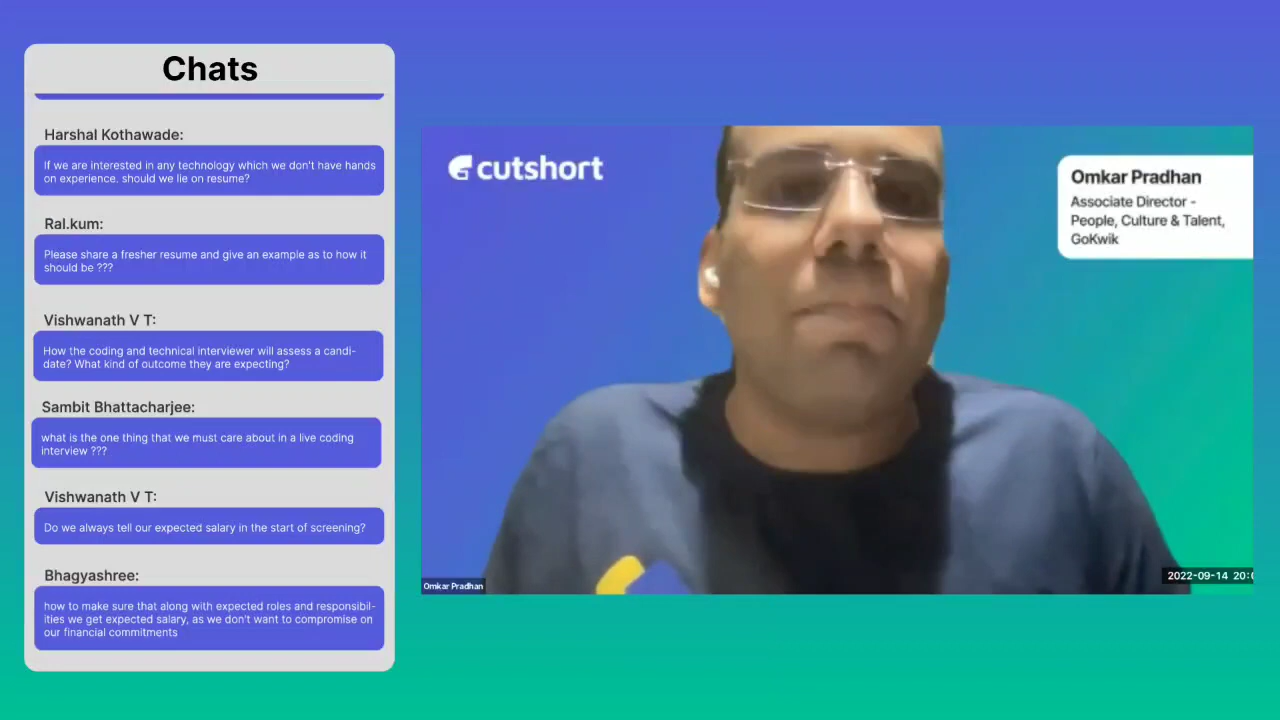 Chats
Harshal Kothawade:
If we are interested in any technology which we don't have hands
on experience. should we lie on resume?
Ral.kum:
Please share a fresher resume and give an example as to how it
should be ???
Vishwanath V T:
How the coding and technical interviewer will assess a candi-
date? What kind of outcome they are expecting?
Sambit Bhattacharjee:
what is the one thing that we must care about in a live coding
interview ???
Vishwanath V T:
Do we always tell our expected salary in the start of screening?
Bhagyashree:
how to make sure that along with expected roles and responsibil-
ities we get expected salary, as we don't want to compromise on
our financial commitments
cutshort
Omkar Pradhan
Associate Director -
People, Culture & Talent,
GoKwik
Omkar Pradhan
2022-09-14 20:0